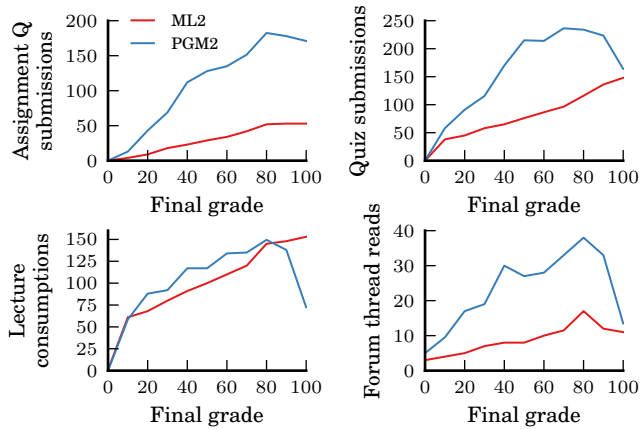 ML2
PGM2
Assignment Q
submissions
200
150
100
50
0
0 20 40 60 80 100
Final grade
Quiz submissions
250
200
150
100
50
0
0 20 40 60 80 100
Final grade
Lecture
consumptions
150
125
100
75
50
25
0
0 20 40 60 80 100
Final grade
Forum thread reads
40
30
20
10
0
0 20 40 60 80 100
Final grade